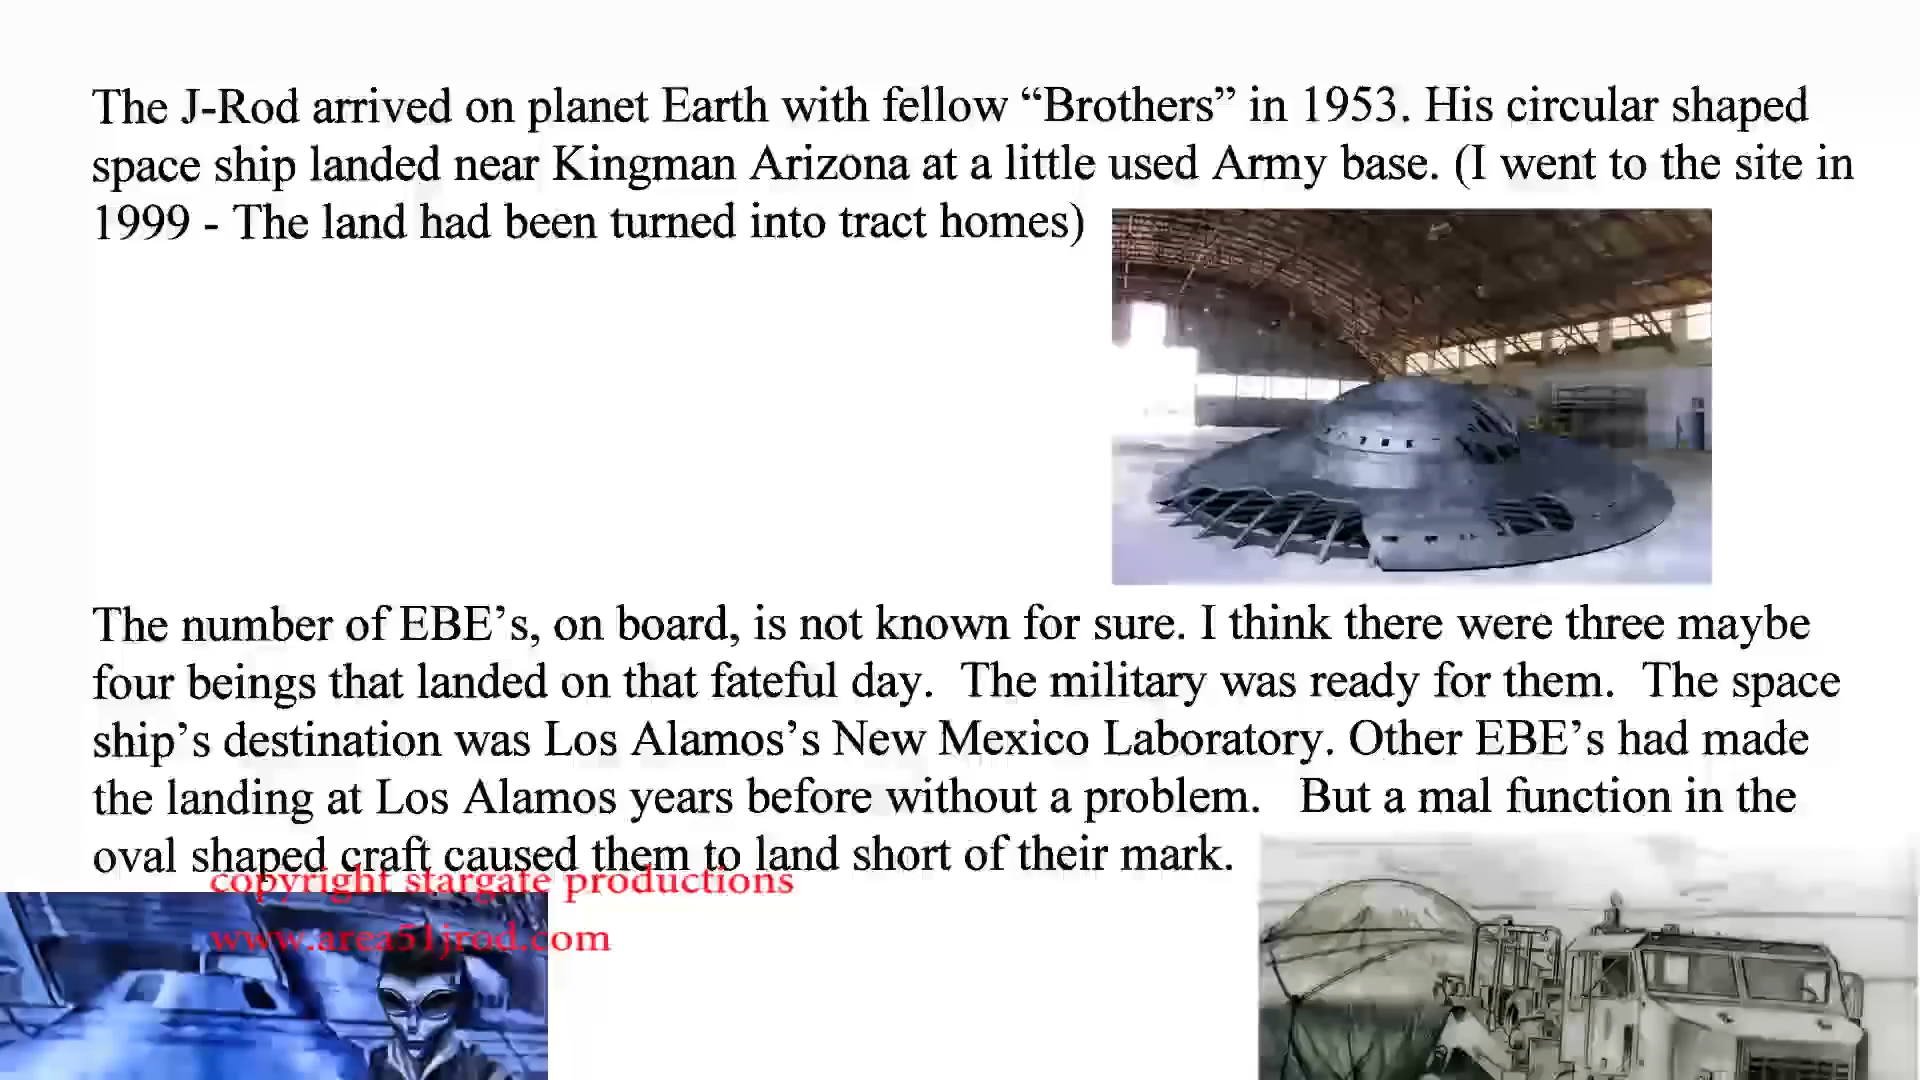 The J-Rod arrived on planet Earth with fellow “Brothers” in 1953. His circular shaped
space ship landed near Kingman Arizona at a little used Army base. (I went to the site in
1999 - The land had been turned into tract homes)
The number of EBE’s, on board, is not known for sure. I think there were three maybe
four beings that landed on that fateful day.  The military was ready for them.  The space
ship’s destination was Los Alamos’s New Mexico Laboratory. Other EBE’s had made
the landing at Los Alamos years before without a problem.   But a mal function in the
oval shaped craft caused them to land short of their mark.
copyright stargate productions
www.area51jrod.com